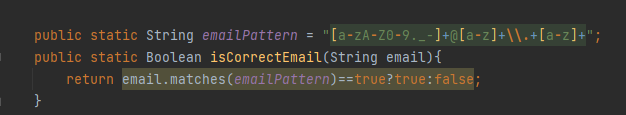 public static String emailPattern = "[a-zA-Z0-9._-]+@[a-z]+\\.+[a-z]+";
public static Boolean isCorrectEmail(String email){
return email.matches(emailPattern)==true?true:false;
}